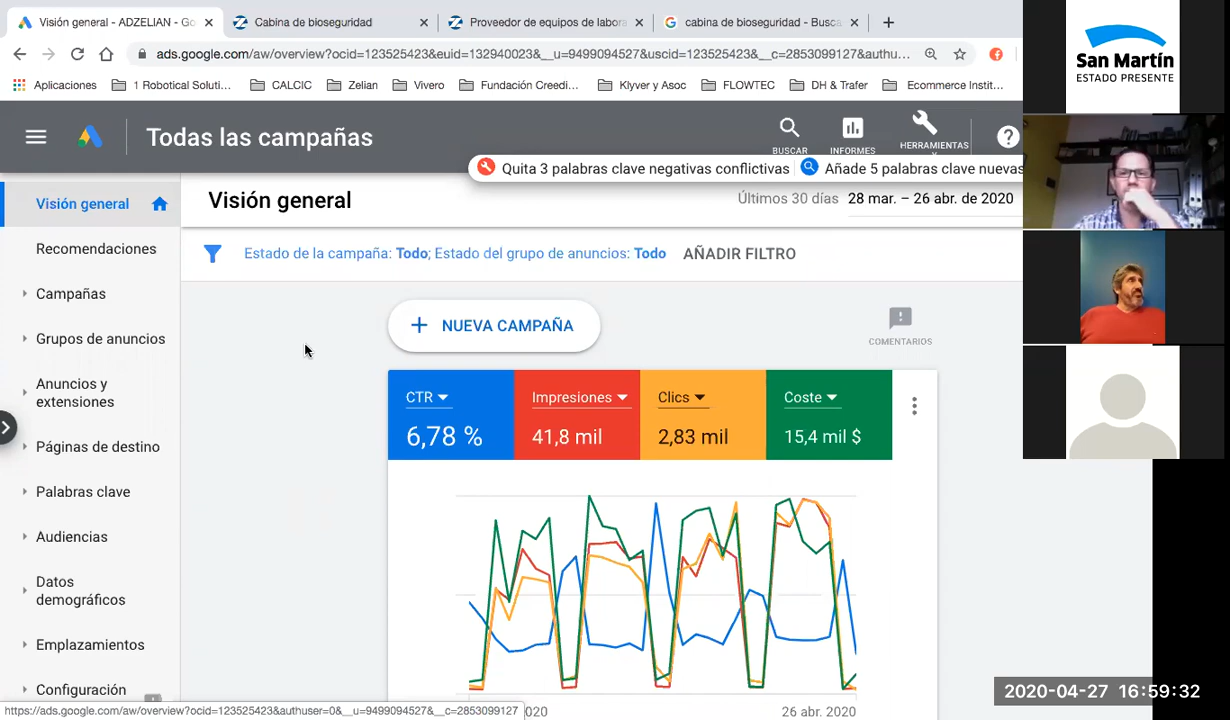 Visión general - ADZELIAN - Go
Cabina de bioseguridad
Proveedor de equipos de labora
cabina de bioseguridad - Busca
ads.google.com/aw/overview?ocid=123525423&euid=132940023&__u=9499094527&uscid=123525423&__c=2853099127&authu...
Aplicaciones
1 Robotical Soluti...
CALCIC
Zelian
Vivero
Fundación Creedi...
Klyver y Asoc
FLOWTEC
DH & Trafer
Ecommerce Instit...
San Martín
ESTADO PRESENTE
Todas las campañas
BUSCAR
INFORMES
HERRAMIENTAS
Quita 3 palabras clave negativas conflictivas
Añade 5 palabras clave nuevas
Visión general
Recomendaciones
Campañas
Grupos de anuncios
Anuncios y
extensiones
Páginas de destino
Palabras clave
Audiencias
Datos
demográficos
Emplazamientos
Configuración
Visión general
Últimos 30 días
28 mar. – 26 abr. de 2020
Estado de la campaña: Todo; Estado del grupo de anuncios: Todo
AÑADIR FILTRO
NUEVA CAMPAÑA
COMENTARIOS
CTR
6,78 %
Impresiones
41,8 mil
Clics
2,83 mil
Coste
15,4 mil $
020
26 abr. 2020
https://ads.google.com/aw/overview?ocid=123525423&authuser=0&__u=9499094527&__c=2853099127
2020-04-27 16:59:32